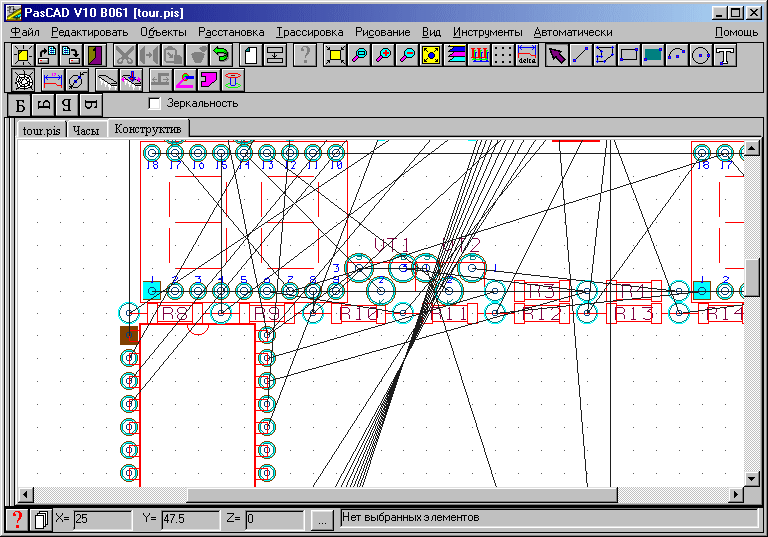 PasCAD V10 B061 [tour.pis]
Файл Редактировать Объекты Расстановка Трассировка Рисование Вид Инструменты Автоматически Помощь
delta
Зеркальность
tour.pis Часы Конструктив
18 17 16 15 14 13 12 11 10
18 17
VT1 VT2
1 2 3 4 5 6 7 8 9
1 2
R3 R4
R8 R9 R10 R11 R12 R13 R14
X= 25 Y= 47.5 Z= 0 ... Нет выбранных элементов